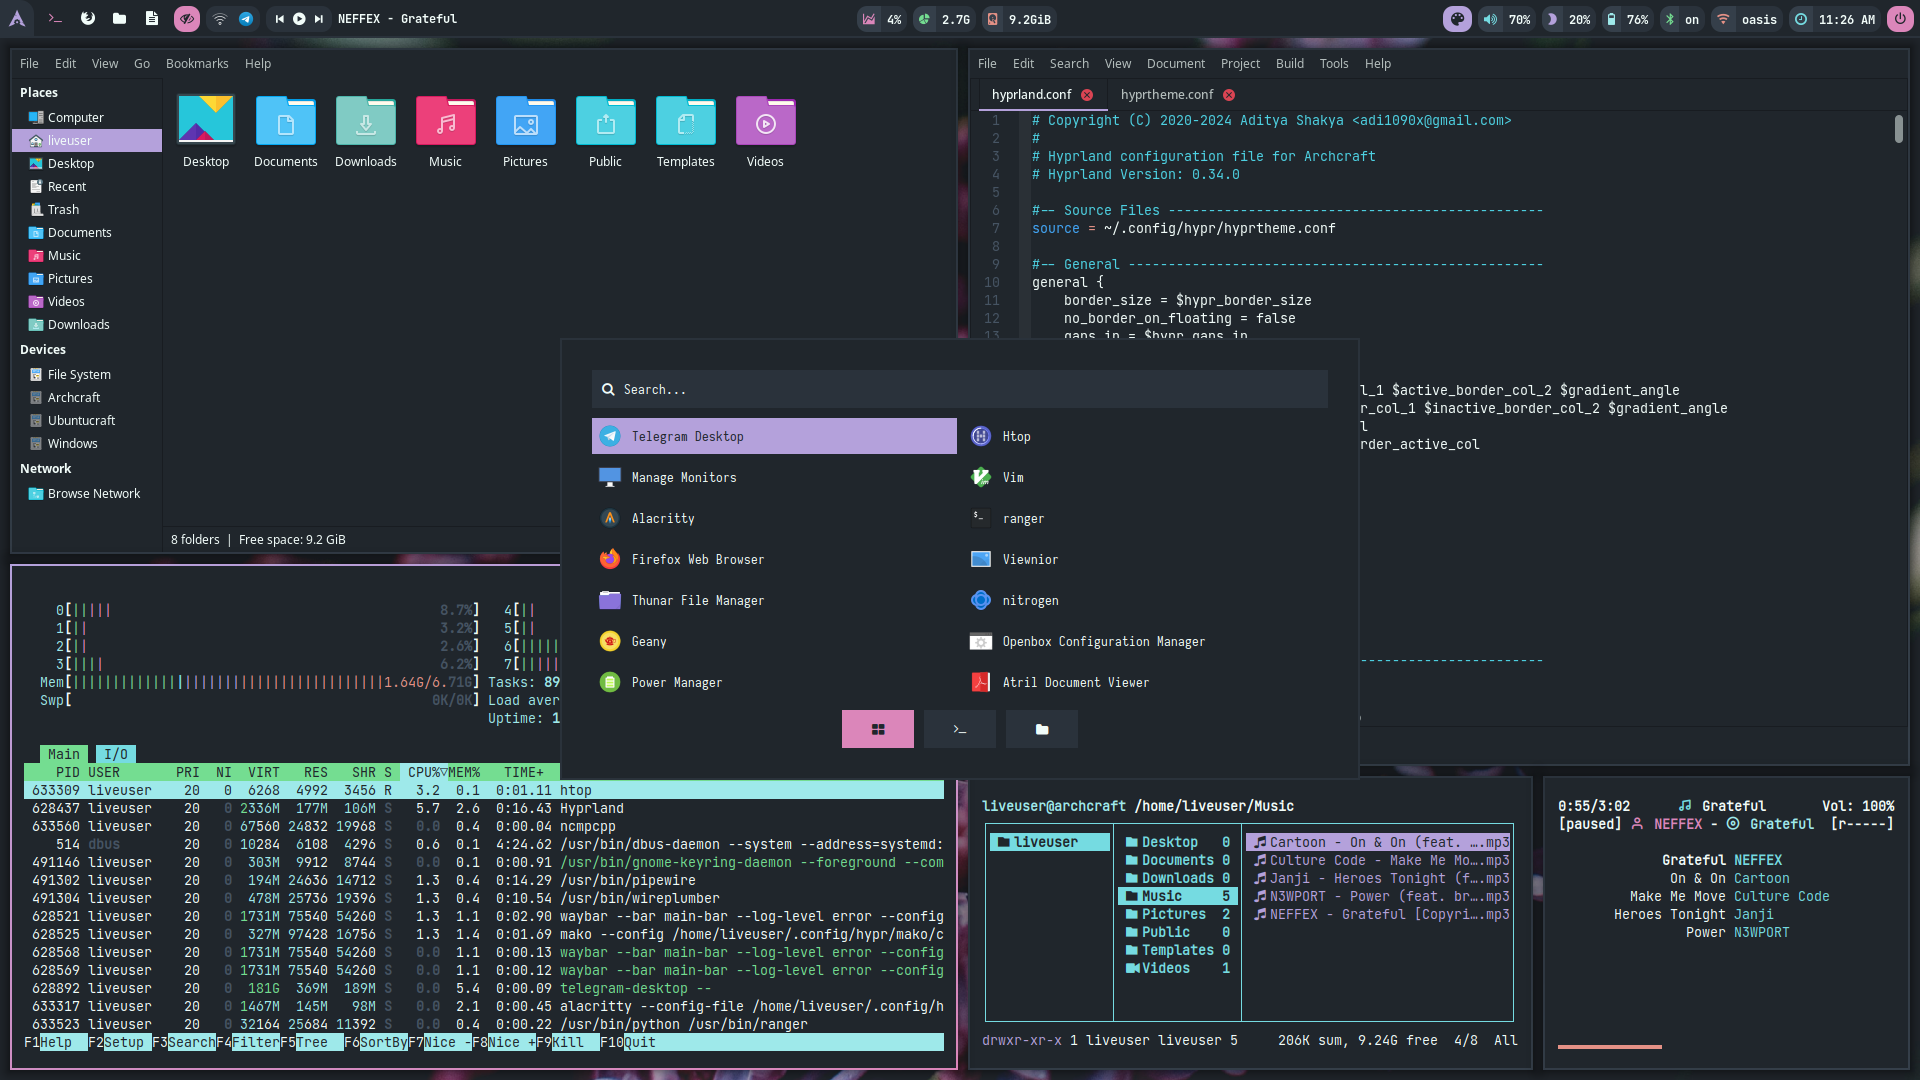 NEFFEX - Grateful
4%
2.7G
9.2GiB
70%
20%
76%
on
oasis
11:26 AM
File Edit View Go Bookmarks Help
Places
Computer
liveuser
Desktop
Recent
Trash
Documents
Music
Pictures
Videos
Downloads
Devices
File System
Archcraft
Ubuntucraft
Windows
Network
Browse Network
Desktop Documents Downloads Music Pictures Public Templates Videos
8 folders | Free space: 9.2 GiB
File Edit Search View Document Project Build Tools Help
hyprland.conf hyprtheme.conf
1 # Copyright (C) 2020-2024 Aditya Shakya <adi1090x@gmail.com>
2 #
3 # Hyprland configuration file for Archcraft
4 # Hyprland Version: 0.34.0
5
6 #-- Source Files -----------------------------------------------
7 source = ~/.config/hypr/hyprtheme.conf
8
9 #-- General ----------------------------------------------------
10 general {
11 border_size = $hypr_border_size
12 no_border_on_floating = false
13 gaps_in = $hypr_gaps_in
l_1 $active_border_col_2 $gradient_angle
r_col_1 $inactive_border_col_2 $gradient_angle
l
rder_active_col
-----------------------
Search...
Telegram Desktop
Manage Monitors
Alacritty
Firefox Web Browser
Thunar File Manager
Geany
Power Manager
Htop
Vim
ranger
Viewnior
nitrogen
Openbox Configuration Manager
Atril Document Viewer
0[||||| 8.7%] 4[||
1[|| 3.2%] 5[||
2[|| 2.6%] 6[|||||
3[|||| 6.2%] 7[|||||
Mem[|||||||||||||||||||||||||||||||||||||||1.64G/6.71G] Tasks: 89
Swp[ 0K/0K] Load aver
Uptime: 1
Main I/O
PID USER PRI NI VIRT RES SHR S CPU%▽MEM% TIME+
633309 liveuser 20 0 6268 4992 3456 R 3.2 0.1 0:01.11 htop
628437 liveuser 20 0 2336M 177M 106M S 5.7 2.6 0:16.43 Hyprland
633560 liveuser 20 0 67560 24832 19968 S 0.0 0.4 0:00.04 ncmpcpp
514 dbus 20 0 10284 6108 4296 S 0.6 0.1 4:24.62 /usr/bin/dbus-daemon --system --address=systemd:
491146 liveuser 20 0 303M 9912 8744 S 0.0 0.1 0:00.91 /usr/bin/gnome-keyring-daemon --foreground --com
491302 liveuser 20 0 194M 24636 14712 S 1.3 0.4 0:14.29 /usr/bin/pipewire
491304 liveuser 20 0 478M 25736 19396 S 1.3 0.4 0:10.54 /usr/bin/wireplumber
628521 liveuser 20 0 1731M 75540 54260 S 1.3 1.1 0:02.90 waybar --bar main-bar --log-level error --config
628525 liveuser 20 0 327M 97428 16756 S 1.3 1.4 0:01.69 mako --config /home/liveuser/.config/hypr/mako/c
628568 liveuser 20 0 1731M 75540 54260 S 0.0 1.1 0:00.13 waybar --bar main-bar --log-level error --config
628569 liveuser 20 0 1731M 75540 54260 S 0.0 1.1 0:00.12 waybar --bar main-bar --log-level error --config
628892 liveuser 20 0 181G 369M 189M S 0.0 5.4 0:00.09 telegram-desktop --
633317 liveuser 20 0 1467M 145M 98M S 0.0 2.1 0:00.45 alacritty --config-file /home/liveuser/.config/h
633523 liveuser 20 0 32164 25684 11392 S 0.0 0.4 0:00.22 /usr/bin/python /usr/bin/ranger
F1Help F2Setup F3SearchF4FilterF5Tree F6SortByF7Nice -F8Nice +F9Kill F10Quit
liveuser@archcraft /home/liveuser/Music
liveuser
Desktop 0
Documents 0
Downloads 0
Music 5
Pictures 2
Public 0
Templates 0
Videos 1
Cartoon - On & On (feat. ….mp3
Culture Code - Make Me Mo….mp3
Janji - Heroes Tonight (f….mp3
N3WPORT - Power (feat. br….mp3
NEFFEX - Grateful [Copyri….mp3
drwxr-xr-x 1 liveuser liveuser 5 206K sum, 9.24G free 4/8 All
0:55/3:02 Grateful Vol: 100%
[paused] NEFFEX - Grateful [r-----]
Grateful NEFFEX
On & On Cartoon
Make Me Move Culture Code
Heroes Tonight Janji
Power N3WPORT